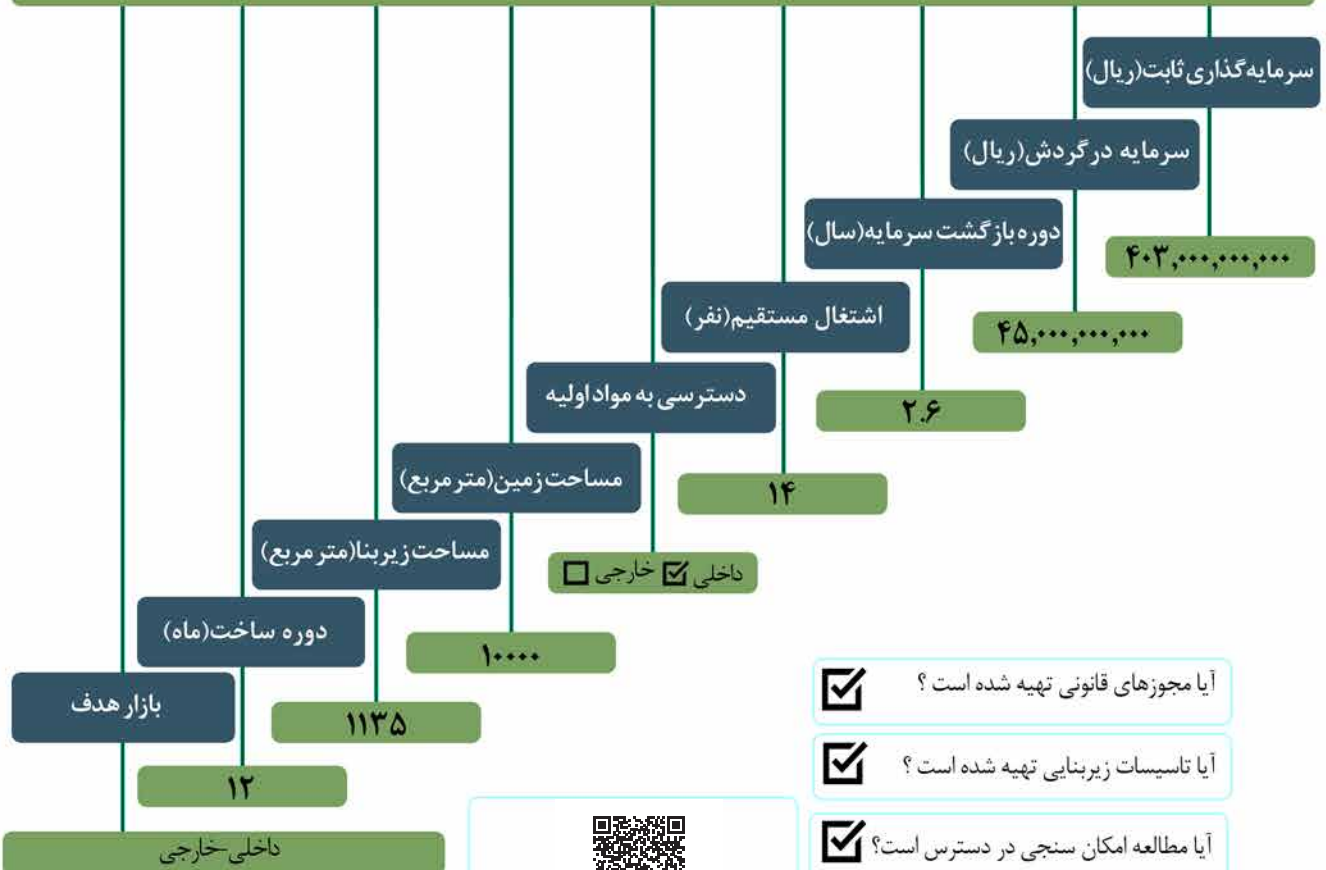 سرمایه‌گذاری ثابت(ریال)
۴۰۳,۰۰۰,۰۰۰,۰۰۰
سرمایه در گردش(ریال)
۴۵,۰۰۰,۰۰۰,۰۰۰
دوره بازگشت سرمایه(سال)
۲.۶
اشتغال مستقیم(نفر)
۱۴
دسترسی به مواد اولیه
داخلی ☑ خارجی ☐
مساحت زمین(متر مربع)
۱۰۰۰۰
مساحت زیربنا(متر مربع)
۱۱۳۵
دوره ساخت(ماه)
۱۲
بازار هدف
داخلی-خارجی
آیا مجوزهای قانونی تهیه شده است ؟ ☑
آیا تاسیسات زیربنایی تهیه شده است ؟ ☑
آیا مطالعه امکان سنجی در دسترس است؟ ☑